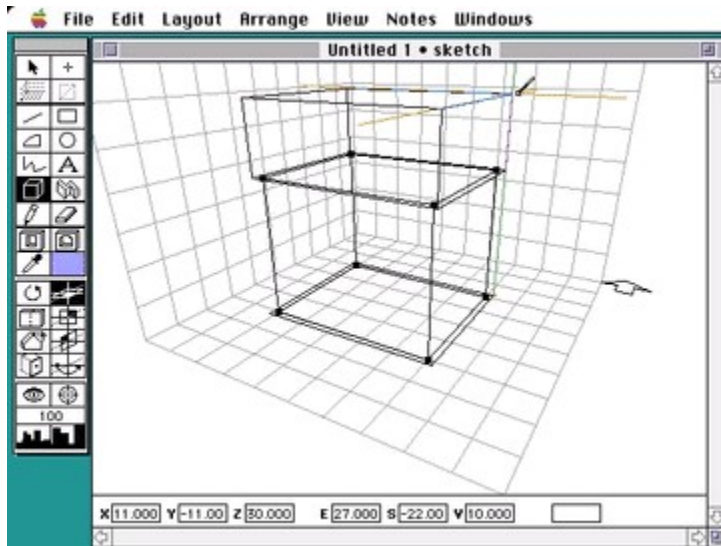 File Edit Layout Arrange View Notes Windows
Untitled 1 • sketch
A
100
X 11.000 Y -11.00 Z 30.000 E 27.000 S -22.00 V 10.000